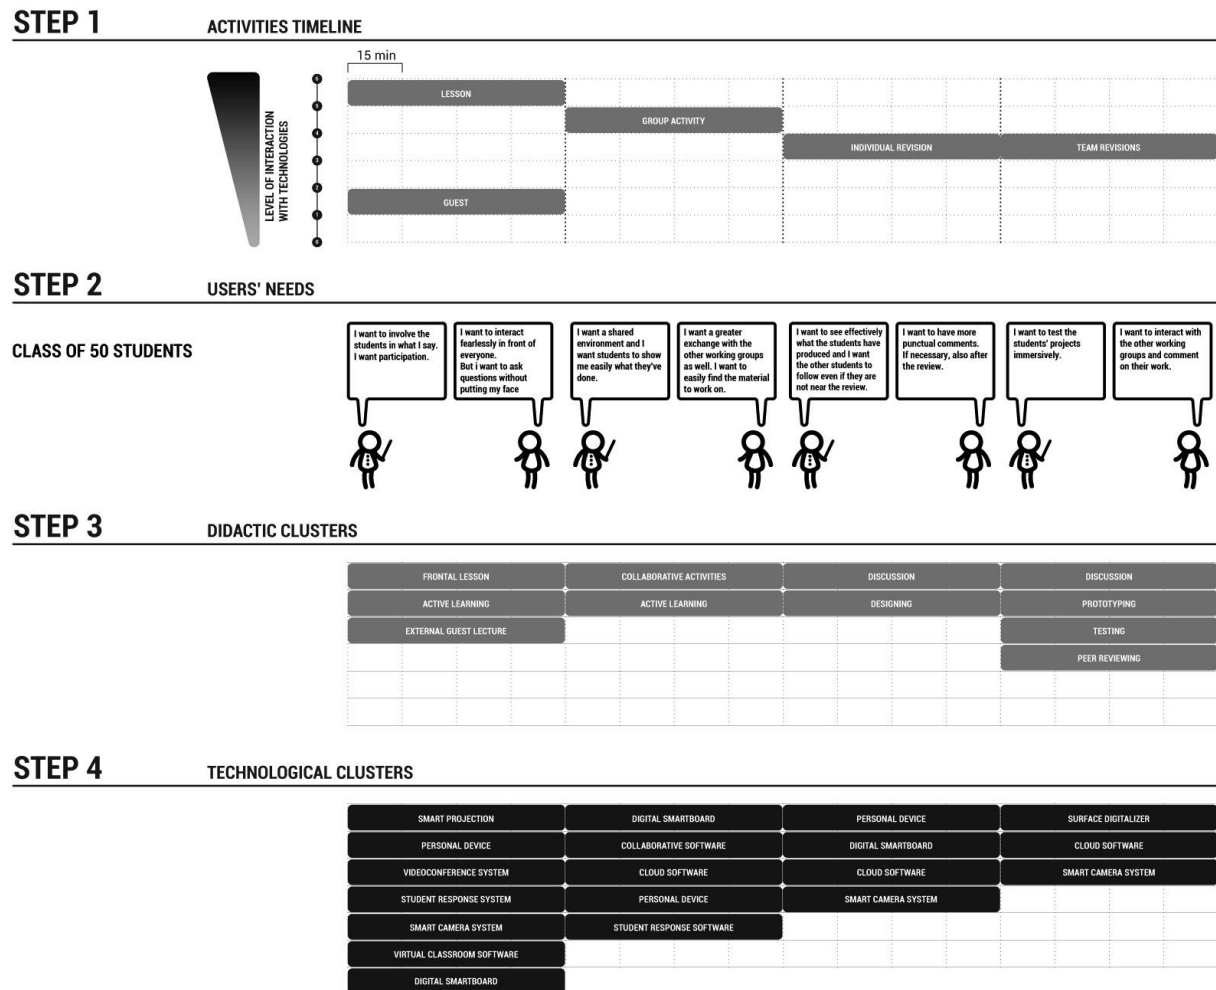 STEP 1
ACTIVITIES TIMELINE
15 min
LEVEL OF INTERACTION
WITH TECHNOLOGIES
6
5
4
3
2
1
0
LESSON
GROUP ACTIVITY
INDIVIDUAL REVISION
TEAM REVISIONS
GUEST
STEP 2
USERS' NEEDS
CLASS OF 50 STUDENTS
I want to involve the
students in what I say.
I want participation.
I want to interact
fearlessly in front of
everyone.
But i want to ask
questions without
putting my face
I want a shared
environment and I
want students to show
me easily what they've
done.
I want a greater
exchange with the
other working groups
as well. I want to
easily find the material
to work on.
I want to see effectively
what the students have
produced and I want
the other students to
follow even if they are
not near the review.
I want to have more
punctual comments.
If necessary, also after
the review.
I want to test the
students' projects
immersively.
I want to interact with
the other working
groups and comment
on their work.
STEP 3
DIDACTIC CLUSTERS
FRONTAL LESSON
COLLABORATIVE ACTIVITIES
DISCUSSION
DISCUSSION
ACTIVE LEARNING
ACTIVE LEARNING
DESIGNING
PROTOTYPING
EXTERNAL GUEST LECTURE
TESTING
PEER REVIEWING
STEP 4
TECHNOLOGICAL CLUSTERS
SMART PROJECTION
DIGITAL SMARTBOARD
PERSONAL DEVICE
SURFACE DIGITALIZER
PERSONAL DEVICE
COLLABORATIVE SOFTWARE
DIGITAL SMARTBOARD
CLOUD SOFTWARE
VIDEOCONFERENCE SYSTEM
CLOUD SOFTWARE
CLOUD SOFTWARE
SMART CAMERA SYSTEM
STUDENT RESPONSE SYSTEM
PERSONAL DEVICE
SMART CAMERA SYSTEM
SMART CAMERA SYSTEM
STUDENT RESPONSE SOFTWARE
VIRTUAL CLASSROOM SOFTWARE
DIGITAL SMARTBOARD